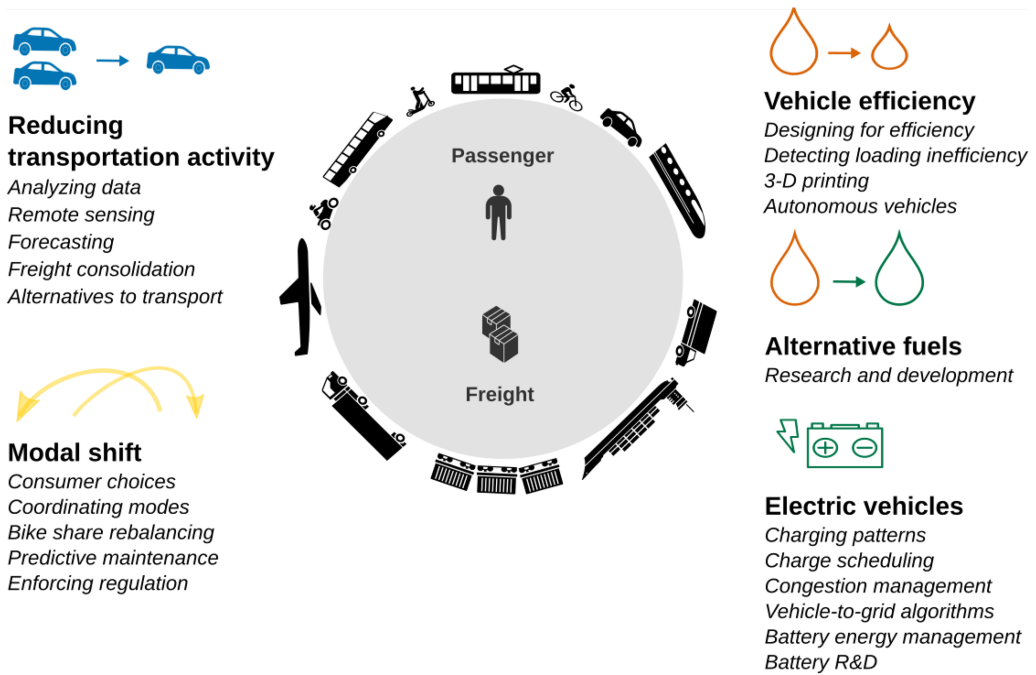 Reducing
transportation activity
Analyzing data
Remote sensing
Forecasting
Freight consolidation
Alternatives to transport
Modal shift
Consumer choices
Coordinating modes
Bike share rebalancing
Predictive maintenance
Enforcing regulation
Passenger
Freight
Vehicle efficiency
Designing for efficiency
Detecting loading inefficiency
3-D printing
Autonomous vehicles
Alternative fuels
Research and development
Electric vehicles
Charging patterns
Charge scheduling
Congestion management
Vehicle-to-grid algorithms
Battery energy management
Battery R&D